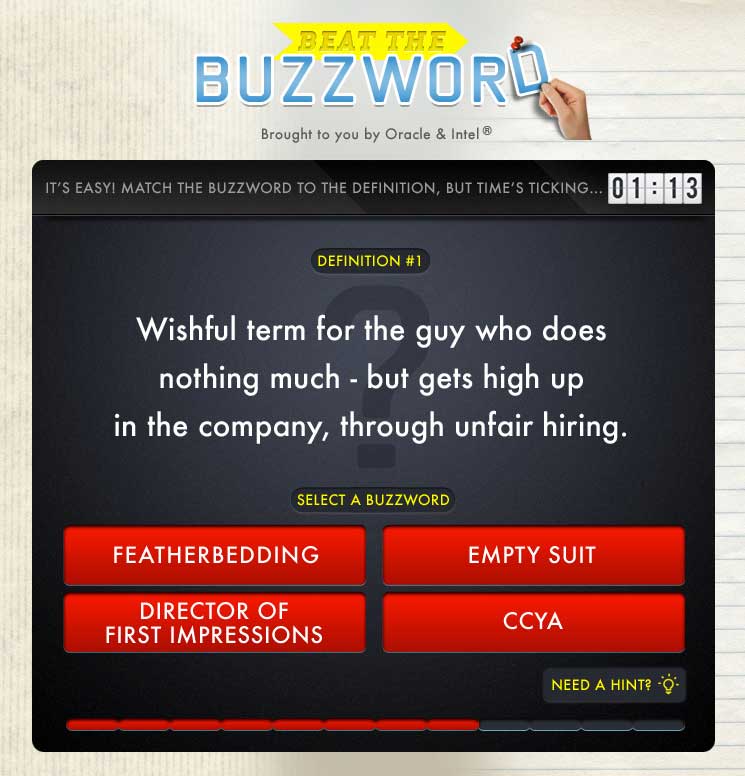 BEAT THE
BUZZWORD
Brought to you by Oracle & Intel®
IT'S EASY! MATCH THE BUZZWORD TO THE DEFINITION, BUT TIME'S TICKING...
01:13
DEFINITION #1
Wishful term for the guy who does
nothing much - but gets high up
in the company, through unfair hiring.
SELECT A BUZZWORD
FEATHERBEDDING
EMPTY SUIT
DIRECTOR OF
FIRST IMPRESSIONS
CCYA
NEED A HINT?